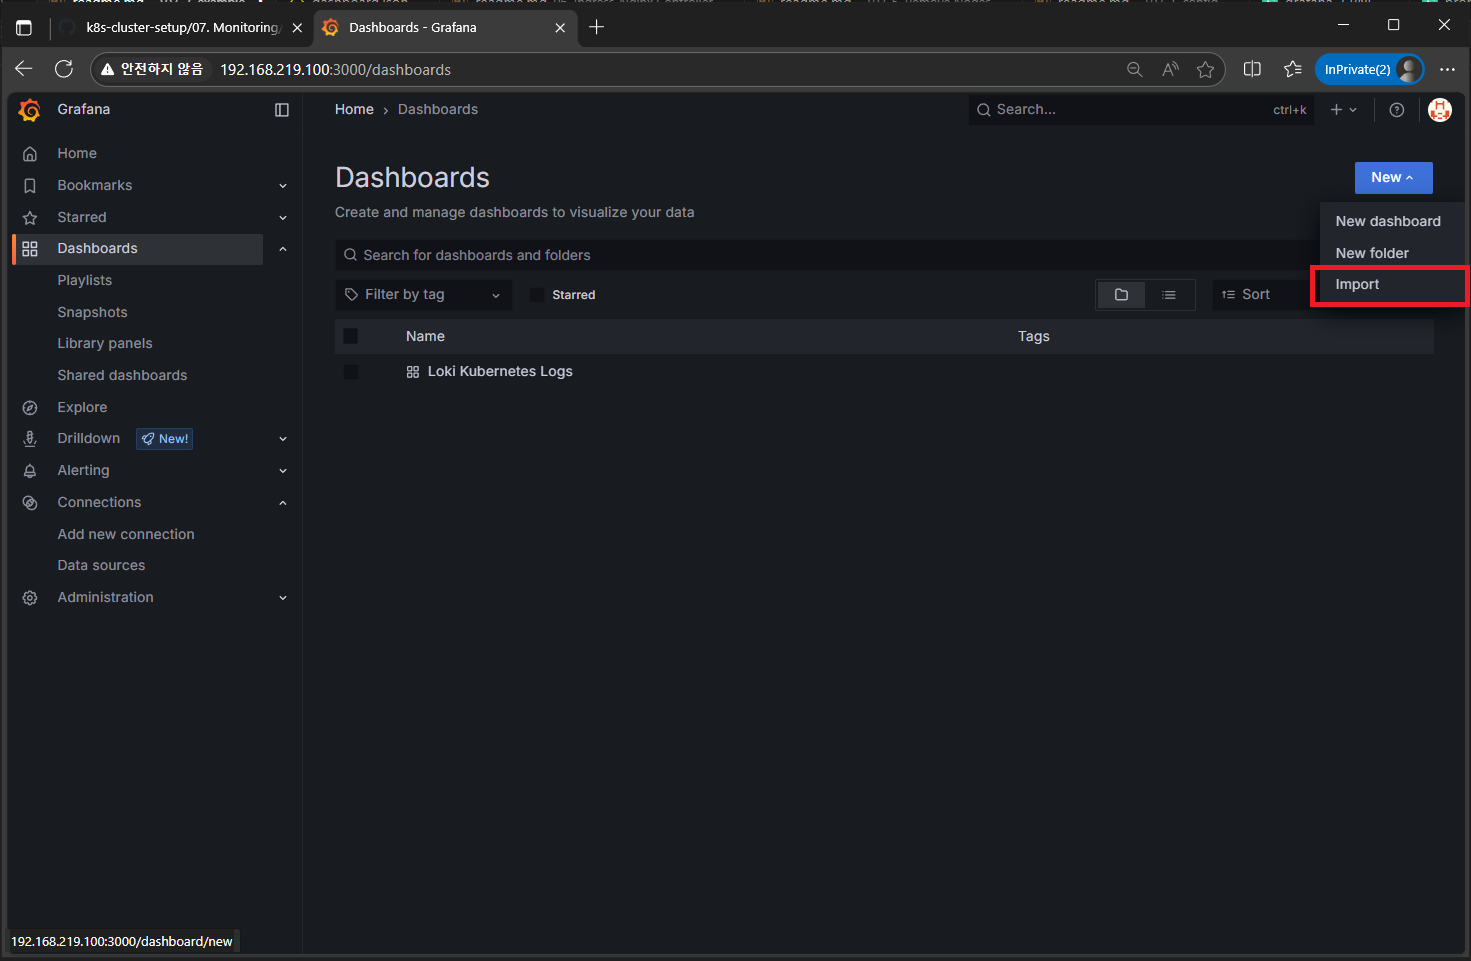 k8s-cluster-setup/07. Monitoring/
Dashboards - Grafana
안전하지 않음
192.168.219.100:3000/dashboards
InPrivate(2)
Grafana
Home › Dashboards
Search...
ctrl+k
Home
Bookmarks
Starred
Dashboards
Playlists
Snapshots
Library panels
Shared dashboards
Explore
Drilldown
New!
Alerting
Connections
Add new connection
Data sources
Administration
Dashboards
Create and manage dashboards to visualize your data
New
New dashboard
New folder
Import
Search for dashboards and folders
Filter by tag
Starred
Sort
Name
Tags
Loki Kubernetes Logs
192.168.219.100:3000/dashboard/new